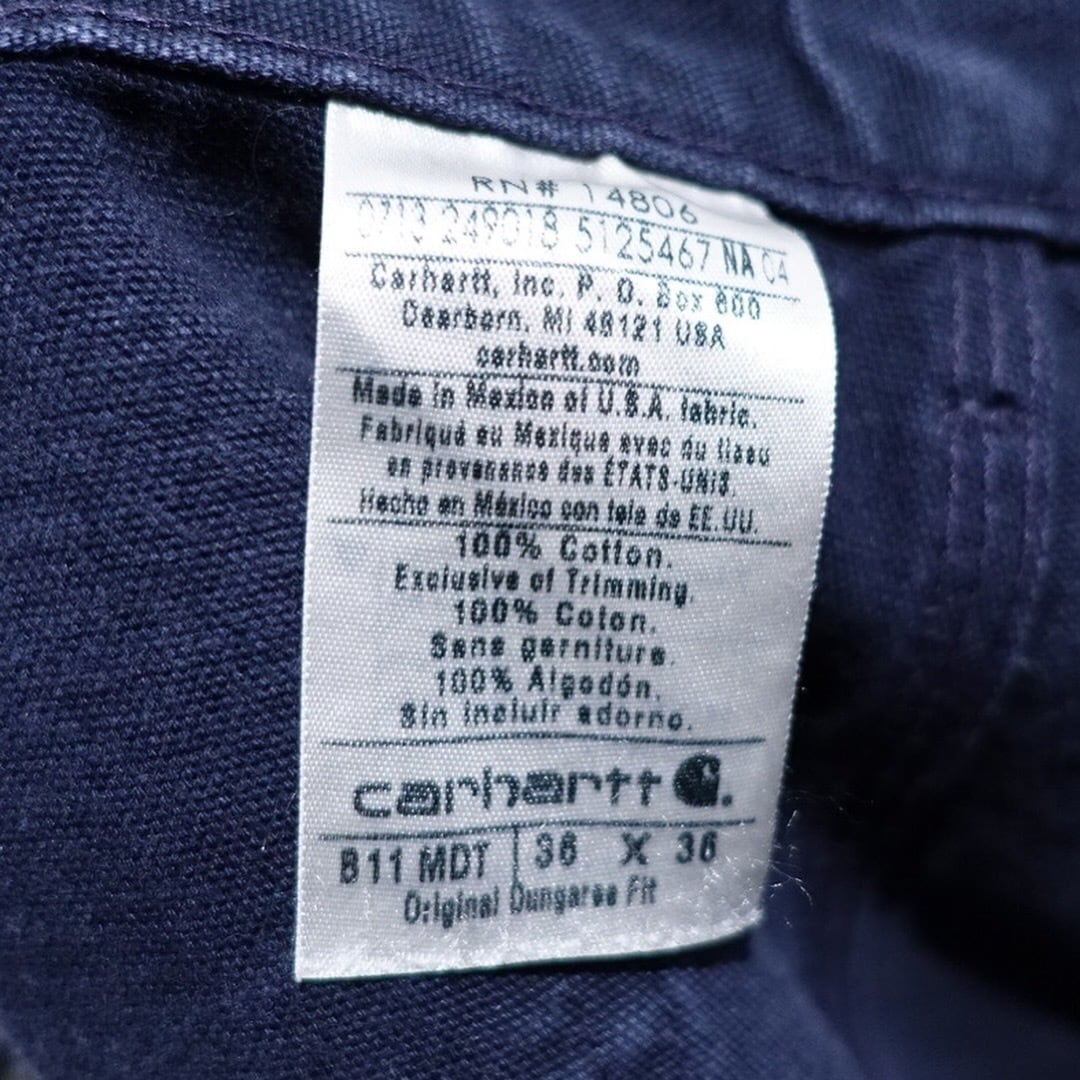 RN# 14806
0713 249018 5125467 NA 04
Carhartt, Inc. P. O. Box 600
Dearborn, MI 48121 USA
carhartt.com
Made in Mexico of U.S.A. fabric.
Fabriqué au Mexique avec du tissu
en provenance des ÉTATS-UNIS.
Hecho en México con tela de EE.UU.
100% Cotton.
Exclusive of Trimming.
100% Coton.
Sans garniture.
100% Algodón.
Sin incluir adorno.
carhartt
B11 MDT 36 X 36
Original Dungaree Fit